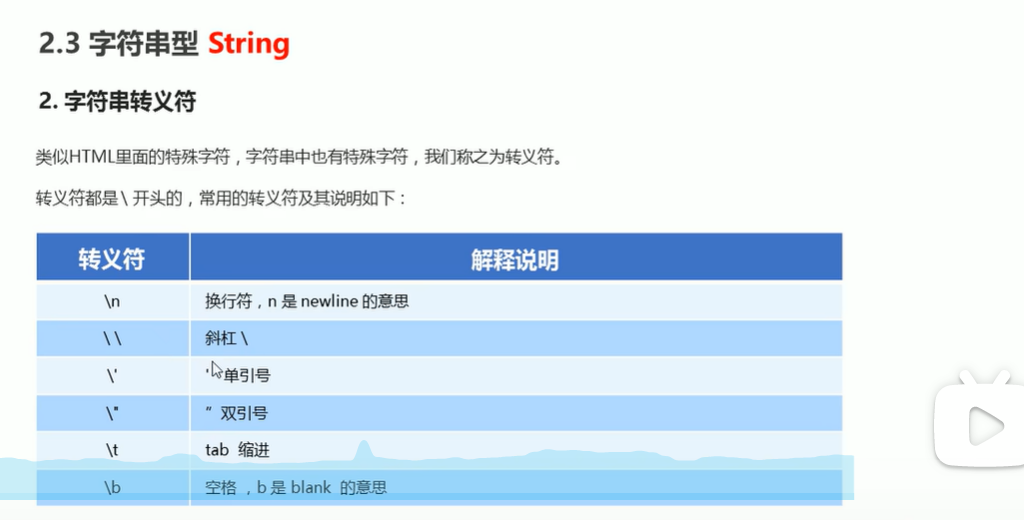 2.3 字符串型 String
2. 字符串转义符
类似HTML里面的特殊字符，字符串中也有特殊字符，我们称之为转义符。
转义符都是 \ 开头的，常用的转义符及其说明如下：
转义符 解释说明
\n 换行符，n 是 newline 的意思
\ \ 斜杠 \
\' ' 单引号
\" ” 双引号
\t tab 缩进
\b 空格 ，b 是 blank 的意思